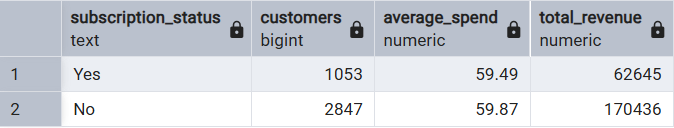 subscription_status customers average_spend total_revenue
text bigint numeric numeric
1 Yes 1053 59.49 62645
2 No 2847 59.87 170436